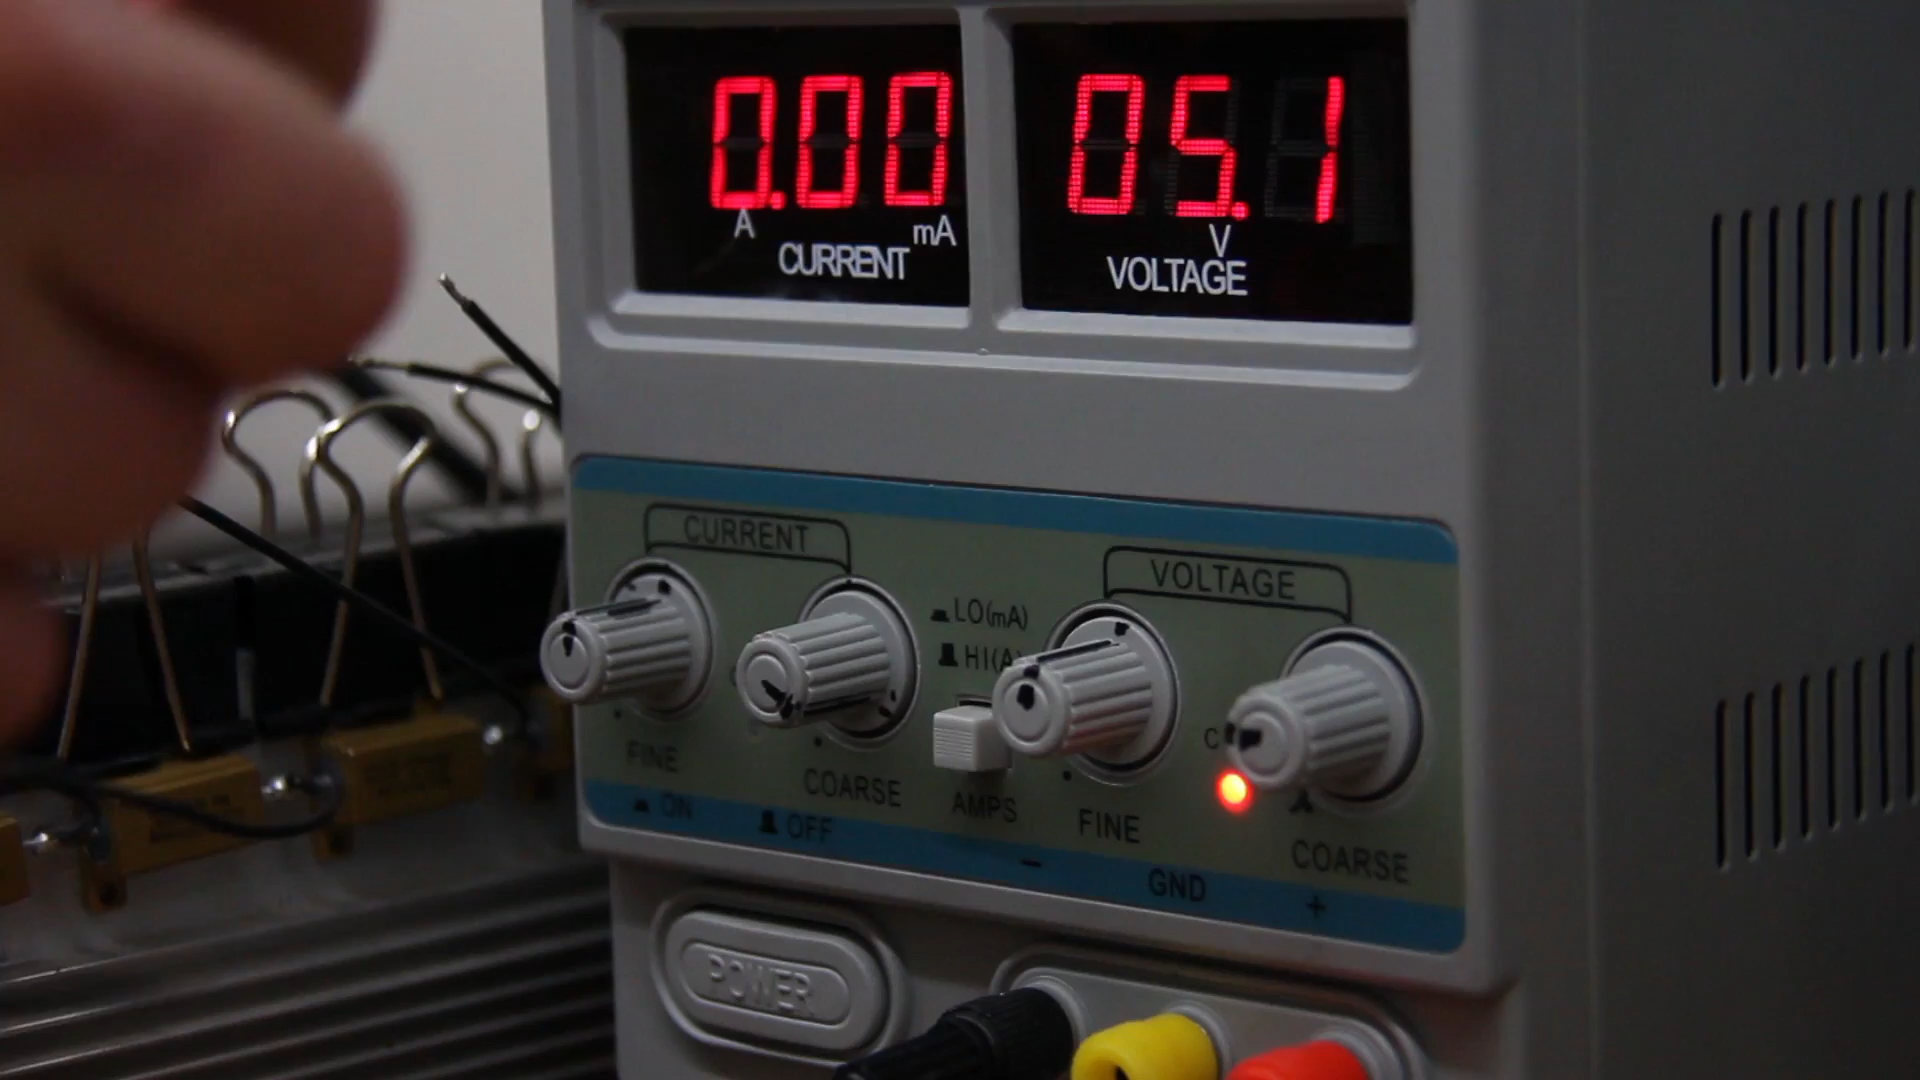 0.00
A
mA
CURRENT
05.1
V
VOLTAGE
CURRENT
VOLTAGE
LO(mA)
HI(A)
C
FINE
COARSE
AMPS
FINE
COARSE
ON
OFF
-
GND
+
POWER